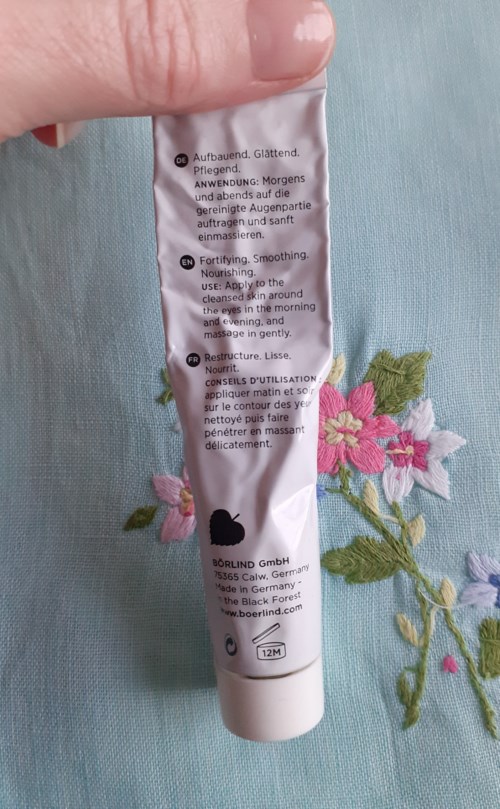 DE Aufbauend. Glättend.
Pflegend.
ANWENDUNG: Morgens
und abends auf die
gereinigte Augenpartie
auftragen und sanft
einmassieren.
EN Fortifying. Smoothing.
Nourishing.
USE: Apply to the
cleansed skin around
the eyes in the morning
and evening, and
massage in gently.
FR Restructure. Lisse.
Nourrit.
CONSEILS D'UTILISATION:
appliquer matin et soir
sur le contour des yeux
nettoyé puis faire
pénétrer en massant
délicatement.
BÖRLIND GmbH
75365 Calw, Germany
Made in Germany -
in the Black Forest
www.boerlind.com
12M